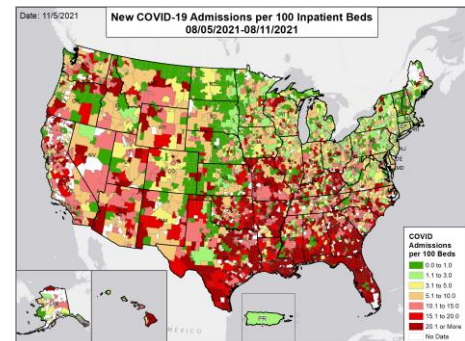 Date: 11/5/2021
New COVID-19 Admissions per 100 Inpatient Beds
08/05/2021-08/11/2021
PR
MÉXICO
COVID
Admissions
per 100 Beds
0.0 to 1.0
1.1 to 3.0
3.1 to 5.0
5.1 to 10.0
10.1 to 15.0
15.1 to 20.0
20.1 or More
No Data